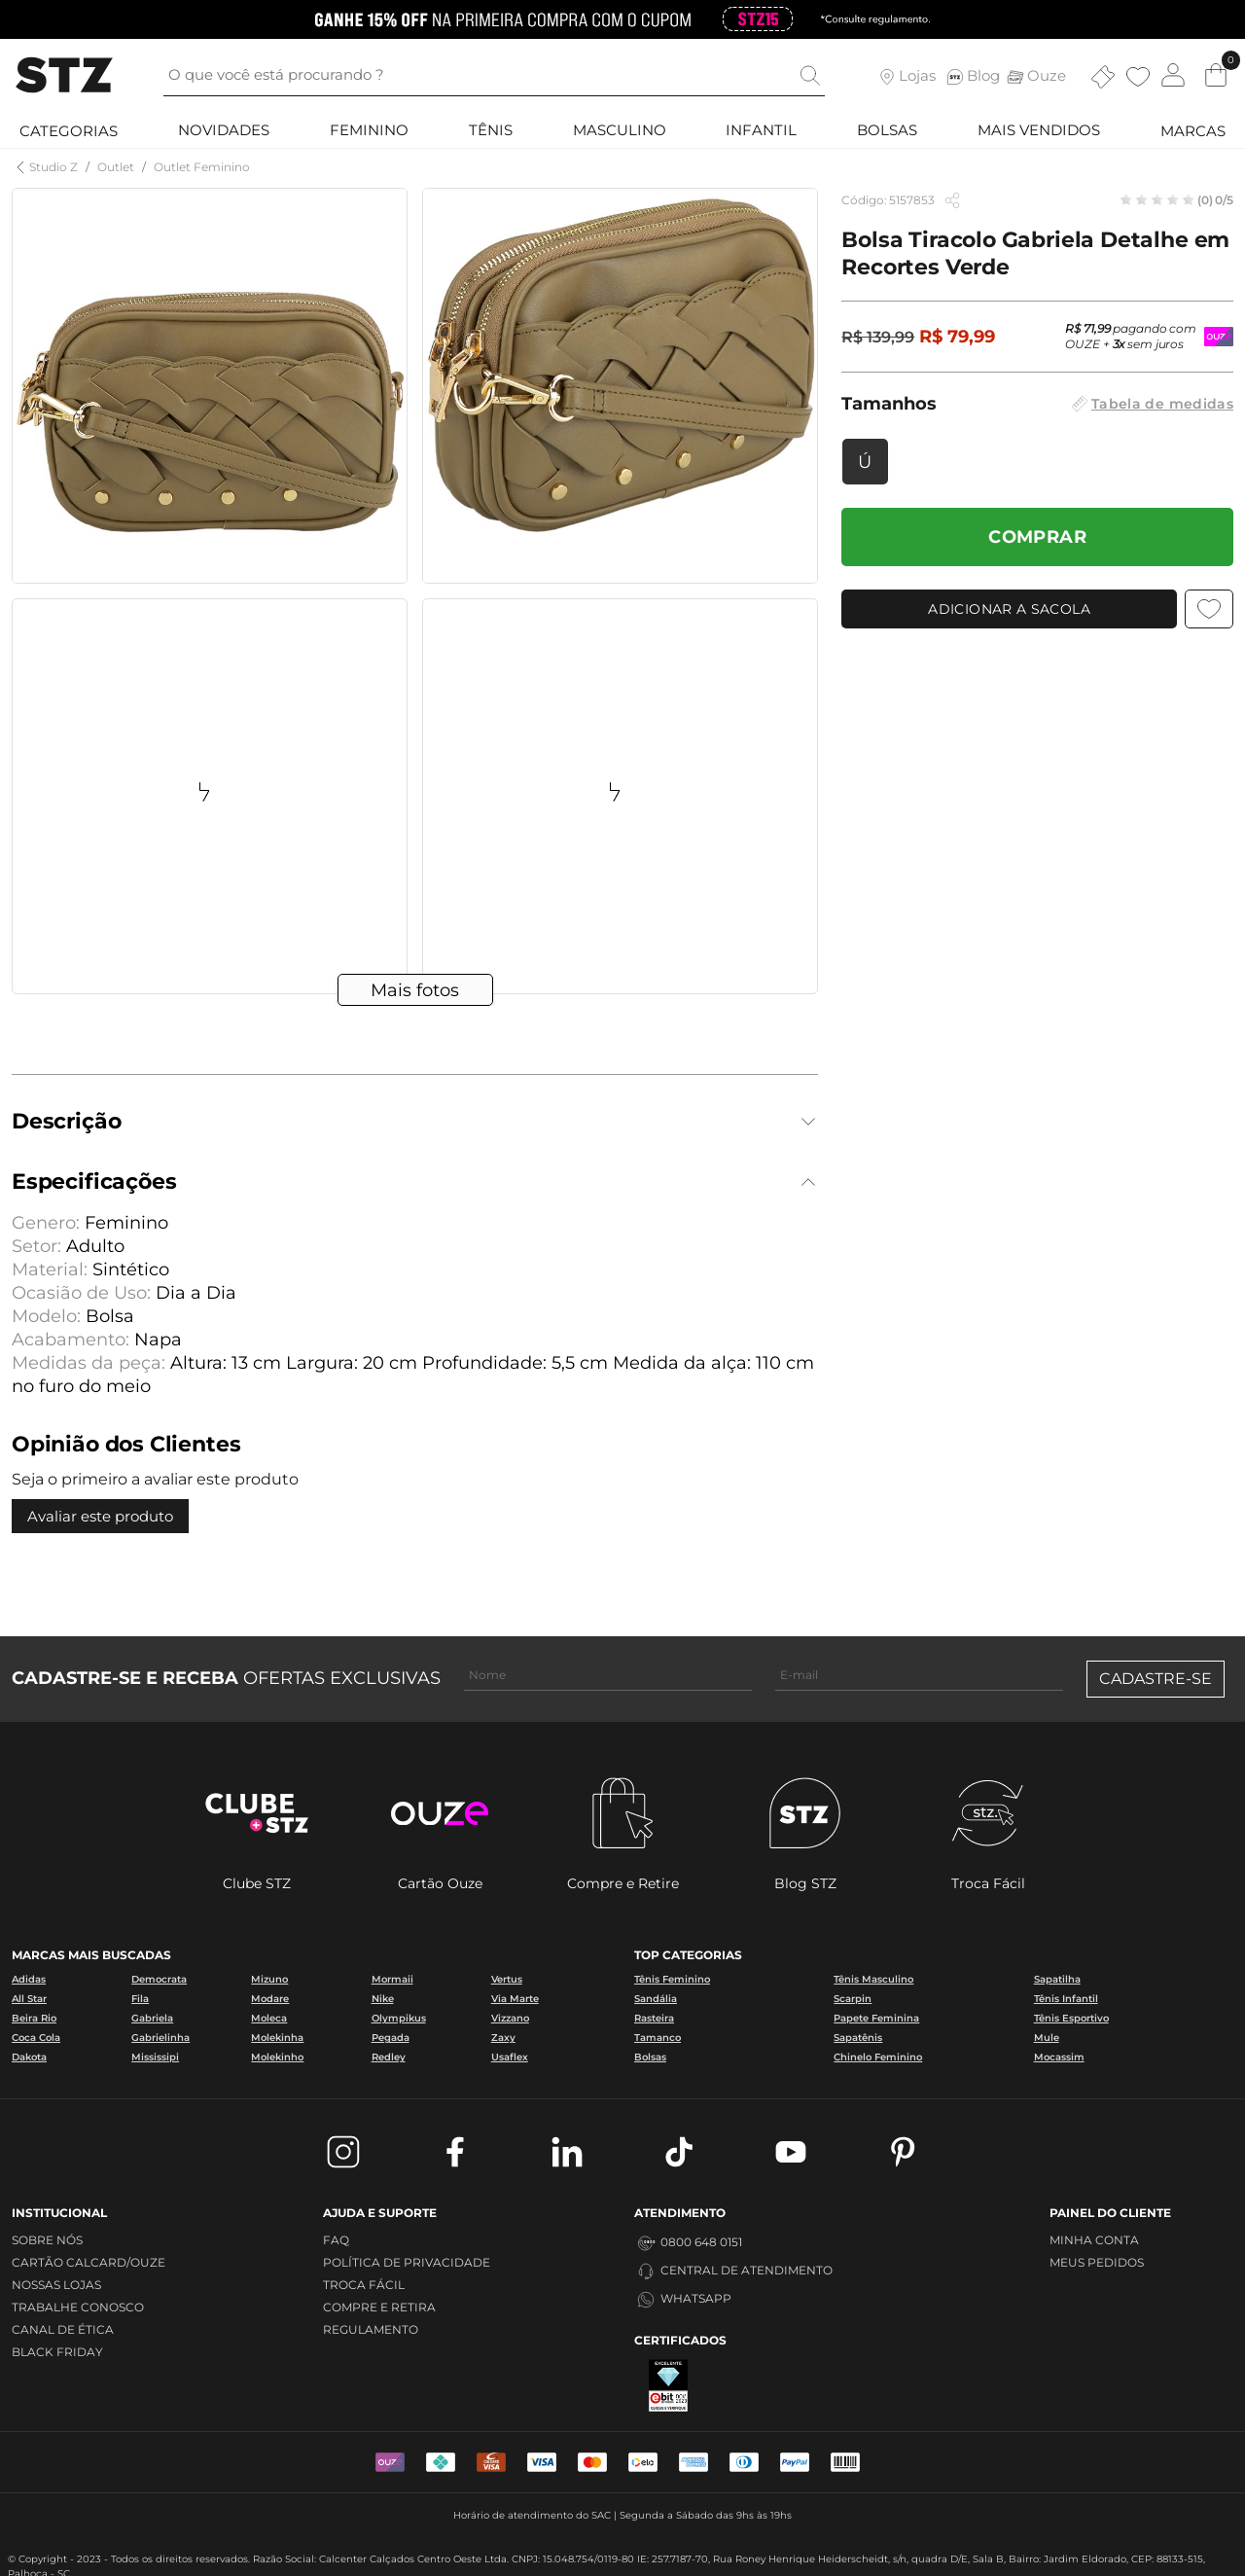 GANHE 15% OFF NA PRIMEIRA COMPRA COM O CUPOM STZ15 *Consulte regulamento.
STZ
O que você está procurando ?
Lojas
STZ Blog
Ouze
0
CATEGORIAS
NOVIDADES
FEMININO
TÊNIS
MASCULINO
INFANTIL
BOLSAS
MAIS VENDIDOS
MARCAS
Studio Z / Outlet / Outlet Feminino
Código: 5157853
(0) 0/5
Bolsa Tiracolo Gabriela Detalhe em
Recortes Verde
R$ 139,99 R$ 79,99
R$ 71,99 pagando com
OUZE + 3x sem juros
OUZ
Tamanhos
Tabela de medidas
Ú
COMPRAR
ADICIONAR A SACOLA
Mais fotos
Descrição
Especificações
Genero: Feminino
Setor: Adulto
Material: Sintético
Ocasião de Uso: Dia a Dia
Modelo: Bolsa
Acabamento: Napa
Medidas da peça: Altura: 13 cm Largura: 20 cm Profundidade: 5,5 cm Medida da alça: 110 cm
no furo do meio
Opinião dos Clientes
Seja o primeiro a avaliar este produto
Avaliar este produto
CADASTRE-SE E RECEBA OFERTAS EXCLUSIVAS
Nome
E-mail
CADASTRE-SE
CLUBE
+STZ
ouze
STZ
stz.
Clube STZ
Cartão Ouze
Compre e Retire
Blog STZ
Troca Fácil
MARCAS MAIS BUSCADAS
Adidas Democrata Mizuno Mormaii Vertus
All Star Fila Modare Nike Via Marte
Beira Rio Gabriela Moleca Olympikus Vizzano
Coca Cola Gabrielinha Molekinha Pegada Zaxy
Dakota Mississipi Molekinho Redley Usaflex
TOP CATEGORIAS
Tênis Feminino Tênis Masculino Sapatilha
Sandália Scarpin Tênis Infantil
Rasteira Papete Feminina Tênis Esportivo
Tamanco Sapatênis Mule
Bolsas Chinelo Feminino Mocassim
INSTITUCIONAL
SOBRE NÓS
CARTÃO CALCARD/OUZE
NOSSAS LOJAS
TRABALHE CONOSCO
CANAL DE ÉTICA
BLACK FRIDAY
AJUDA E SUPORTE
FAQ
POLÍTICA DE PRIVACIDADE
TROCA FÁCIL
COMPRE E RETIRA
REGULAMENTO
ATENDIMENTO
0800 648 0151
CENTRAL DE ATENDIMENTO
WHATSAPP
CERTIFICADOS
EXCELENTE
ebit
PAINEL DO CLIENTE
MINHA CONTA
MEUS PEDIDOS
OUZ
VISA
VISA
elo
PayPal
Horário de atendimento do SAC | Segunda a Sábado das 9hs às 19hs
© Copyright - 2023 - Todos os direitos reservados. Razão Social: Calcenter Calçados Centro Oeste Ltda. CNPJ: 15.048.754/0119-80 IE: 257.7187-70, Rua Roney Henrique Heiderscheidt, s/n, quadra D/E, Sala B, Bairro: Jardim Eldorado, CEP: 88133-515,
Palhoça - SC